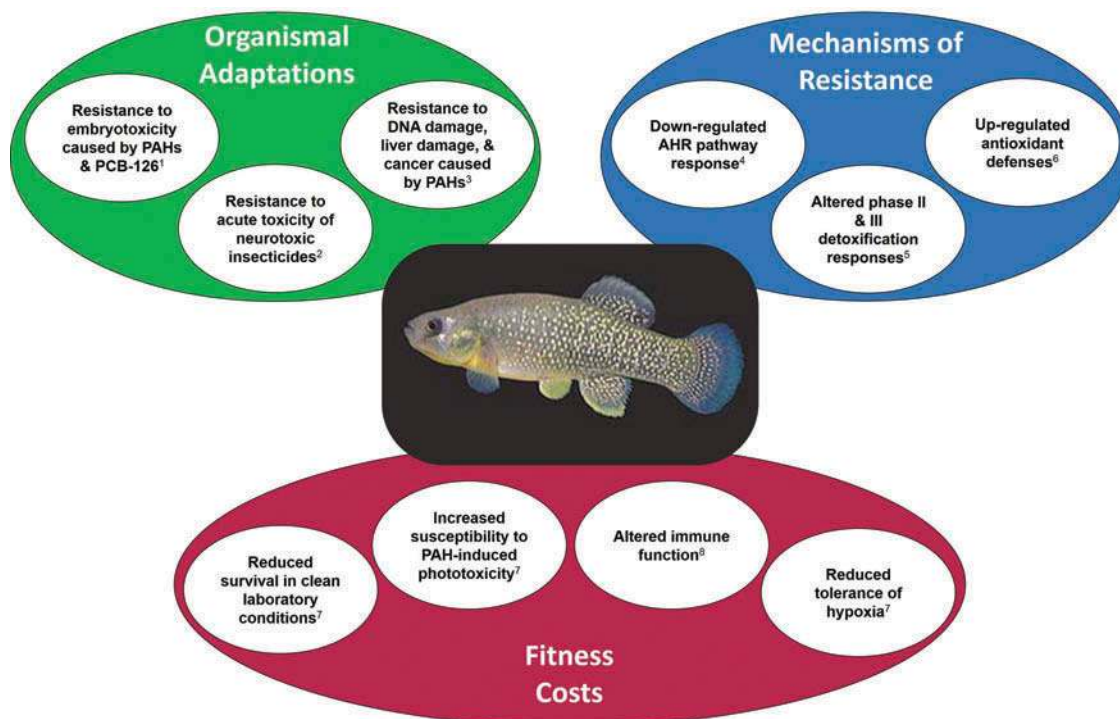 Organismal
Adaptations
Resistance to
embryotoxicity
caused by PAHs
& PCB-126¹
Resistance to
DNA damage,
liver damage, &
cancer caused
by PAHs³
Resistance to
acute toxicity of
neurotoxic
insecticides²
Mechanisms of
Resistance
Down-regulated
AHR pathway
response⁴
Up-regulated
antioxidant
defenses⁶
Altered phase II
& III
detoxification
responses⁵
Reduced
survival in clean
laboratory
conditions⁷
Increased
susceptibility to
PAH-induced
phototoxicity⁷
Altered immune
function⁸
Reduced
tolerance of
hypoxia⁷
Fitness
Costs